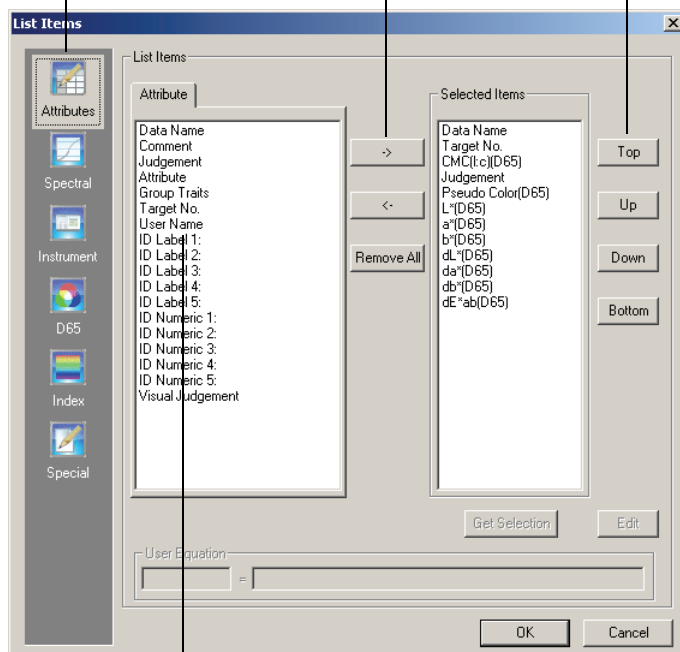 List Items
Attributes
Spectral
Instrument
D65
Index
Special
List Items
Attribute
Data Name
Comment
Judgement
Attribute
Group Traits
Target No.
User Name
ID Label 1:
ID Label 2:
ID Label 3:
ID Label 4:
ID Label 5:
ID Numeric 1:
ID Numeric 2:
ID Numeric 3:
ID Numeric 4:
ID Numeric 5:
Visual Judgement
->
<-
Remove All
Selected Items
Data Name
Target No.
CMC(l:c)(D65)
Judgement
Pseudo Color(D65)
L*(D65)
a*(D65)
b*(D65)
dL*(D65)
da*(D65)
db*(D65)
dE*ab(D65)
Top
Up
Down
Bottom
Get Selection
Edit
User Equation
=
OK
Cancel